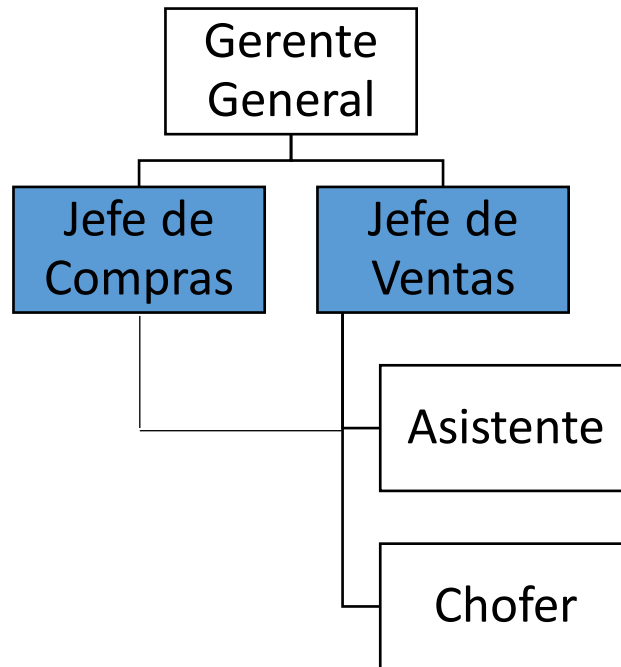 Gerente
General
Jefe de
Compras
Jefe de
Ventas
Asistente
Chofer